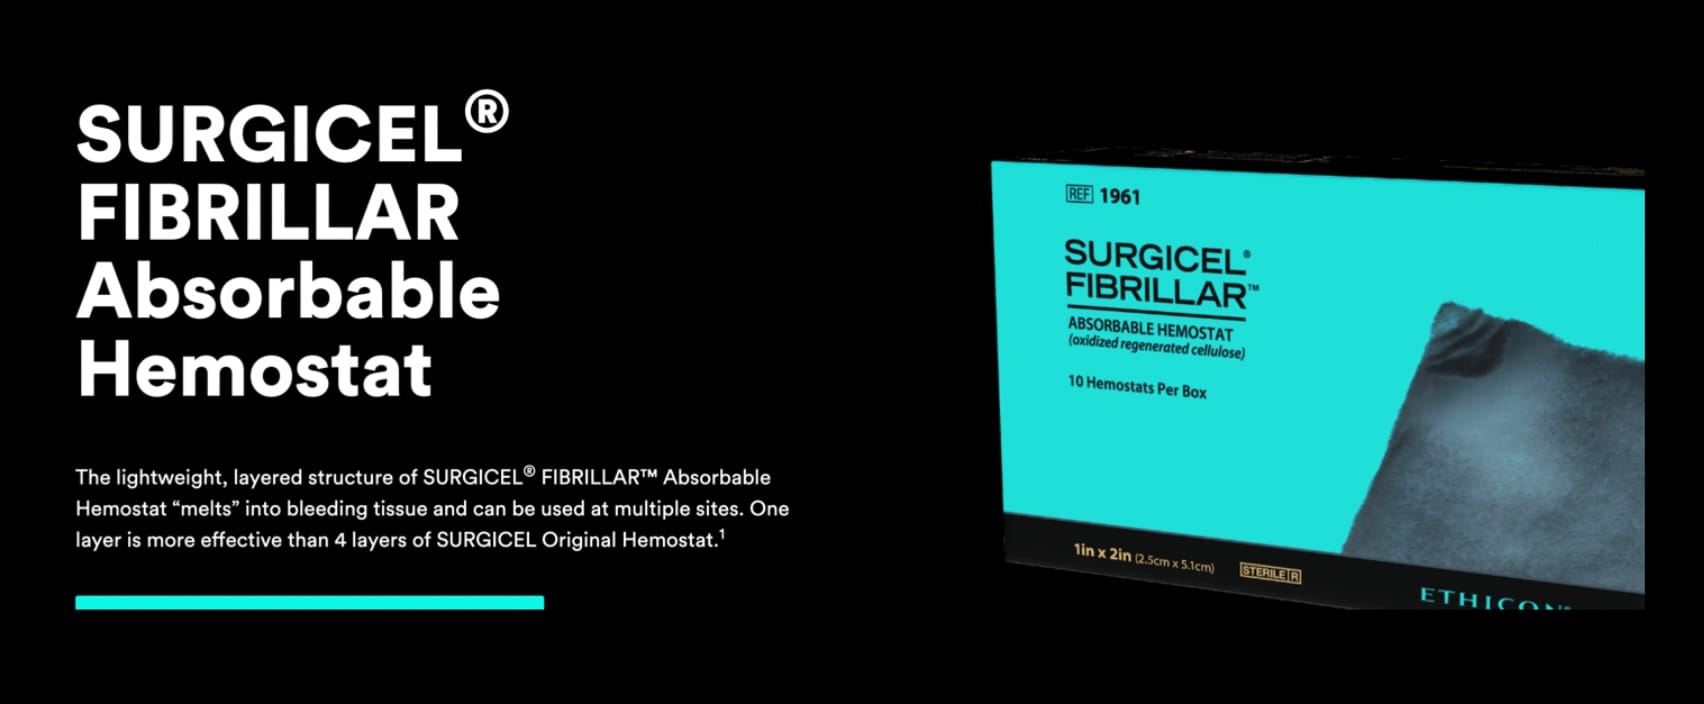 SURGICEL®
FIBRILLAR
Absorbable
Hemostat
The lightweight, layered structure of SURGICEL® FIBRILLAR™ Absorbable
Hemostat “melts” into bleeding tissue and can be used at multiple sites. One
layer is more effective than 4 layers of SURGICEL Original Hemostat.¹
REF 1961
SURGICEL®
FIBRILLAR™
ABSORBABLE HEMOSTAT
(oxidized regenerated cellulose)
10 Hemostats Per Box
1in x 2in (2.5cm x 5.1cm) STERILE R
ETHICON®